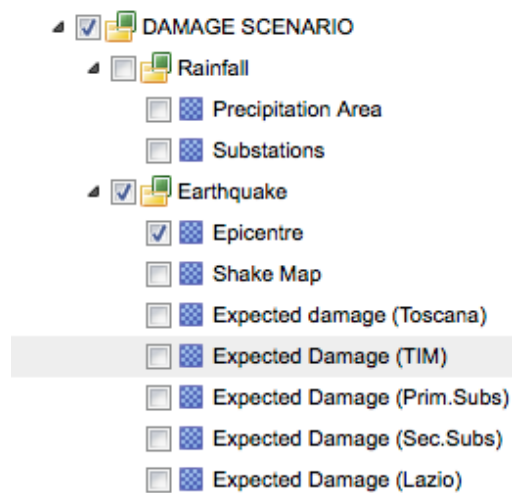 DAMAGE SCENARIO
Rainfall
Precipitation Area
Substations
Earthquake
Epicentre
Shake Map
Expected damage (Toscana)
Expected Damage (TIM)
Expected Damage (Prim.Subs)
Expected Damage (Sec.Subs)
Expected Damage (Lazio)